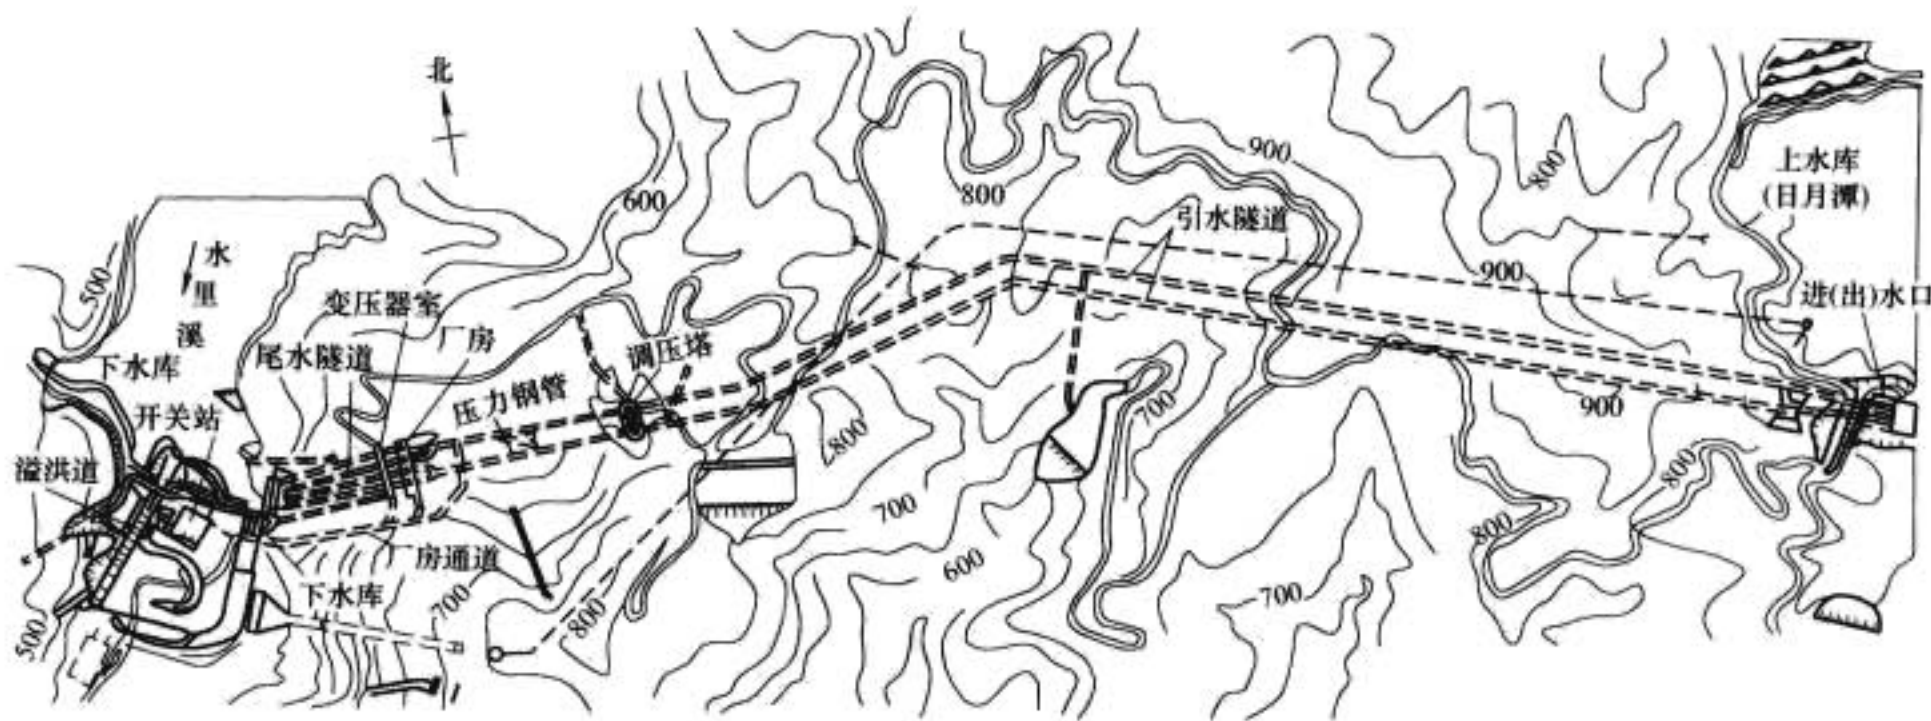 北
900
800
800
上水库
(日月潭)
600
引水隧道
水
里
溪
500
900
变压器室
进(出)水口
厂房
调压塔
尾水隧道
下水库
压力钢管
开关站
700
900
800
溢洪道
800
700
800
厂房通道
600
下水库
700
800
700
500